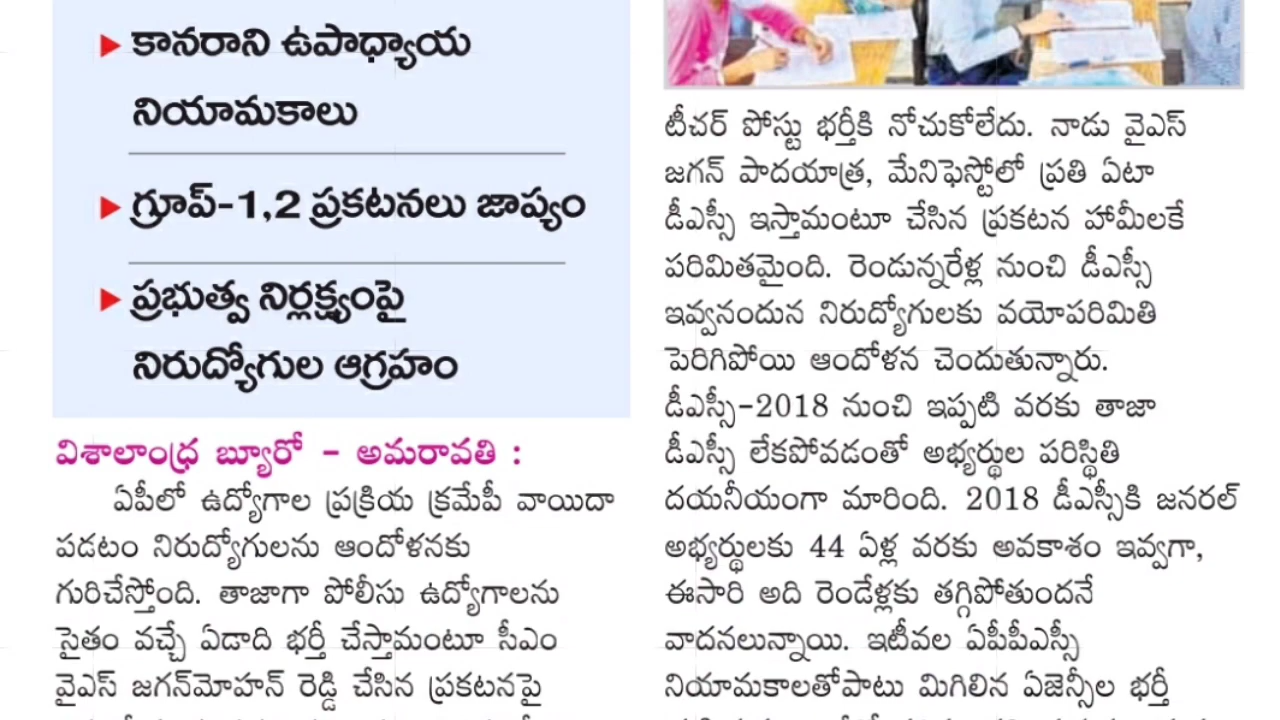 కానరాని ఉపాధ్యాయ
నియామకాలు
గ్రూప్-1,2 ప్రకటనలు జాప్యం
ప్రభుత్వ నిర్లక్ష్యంపై
నిరుద్యోగుల ఆగ్రహం
విశాలాంధ్ర బ్యూరో - అమరావతి :
ఏపీలో ఉద్యోగాల ప్రక్రియ క్రమేపీ వాయిదా
పడటం నిరుద్యోగులను ఆందోళనకు
గురిచేస్తోంది. తాజాగా పోలీసు ఉద్యోగాలను
సైతం వచ్చే ఏడాది భర్తీ చేస్తామంటూ సీఎం
వైఎస్ జగన్‌మోహన్ రెడ్డి చేసిన ప్రకటనపై
టీచర్ పోస్టు భర్తీకి నోచుకోలేదు. నాడు వైఎస్
జగన్ పాదయాత్ర, మేనిఫెస్టోలో ప్రతి ఏటా
డీఎస్సీ ఇస్తామంటూ చేసిన ప్రకటన హామీలకే
పరిమితమైంది. రెండున్నరేళ్ల నుంచి డీఎస్సీ
ఇవ్వనందున నిరుద్యోగులకు వయోపరిమితి
పెరిగిపోయి ఆందోళన చెందుతున్నారు.
డీఎస్సీ-2018 నుంచి ఇప్పటి వరకు తాజా
డీఎస్సీ లేకపోవడంతో అభ్యర్థుల పరిస్థితి
దయనీయంగా మారింది. 2018 డీఎస్సీకి జనరల్
అభ్యర్థులకు 44 ఏళ్ల వరకు అవకాశం ఇవ్వగా,
ఈసారి అది రెండేళ్లకు తగ్గిపోతుందనే
వాదనలున్నాయి. ఇటీవల ఏపీపీఎస్సీ
నియామకాలతోపాటు మిగిలిన ఏజెన్సీల భర్తీ